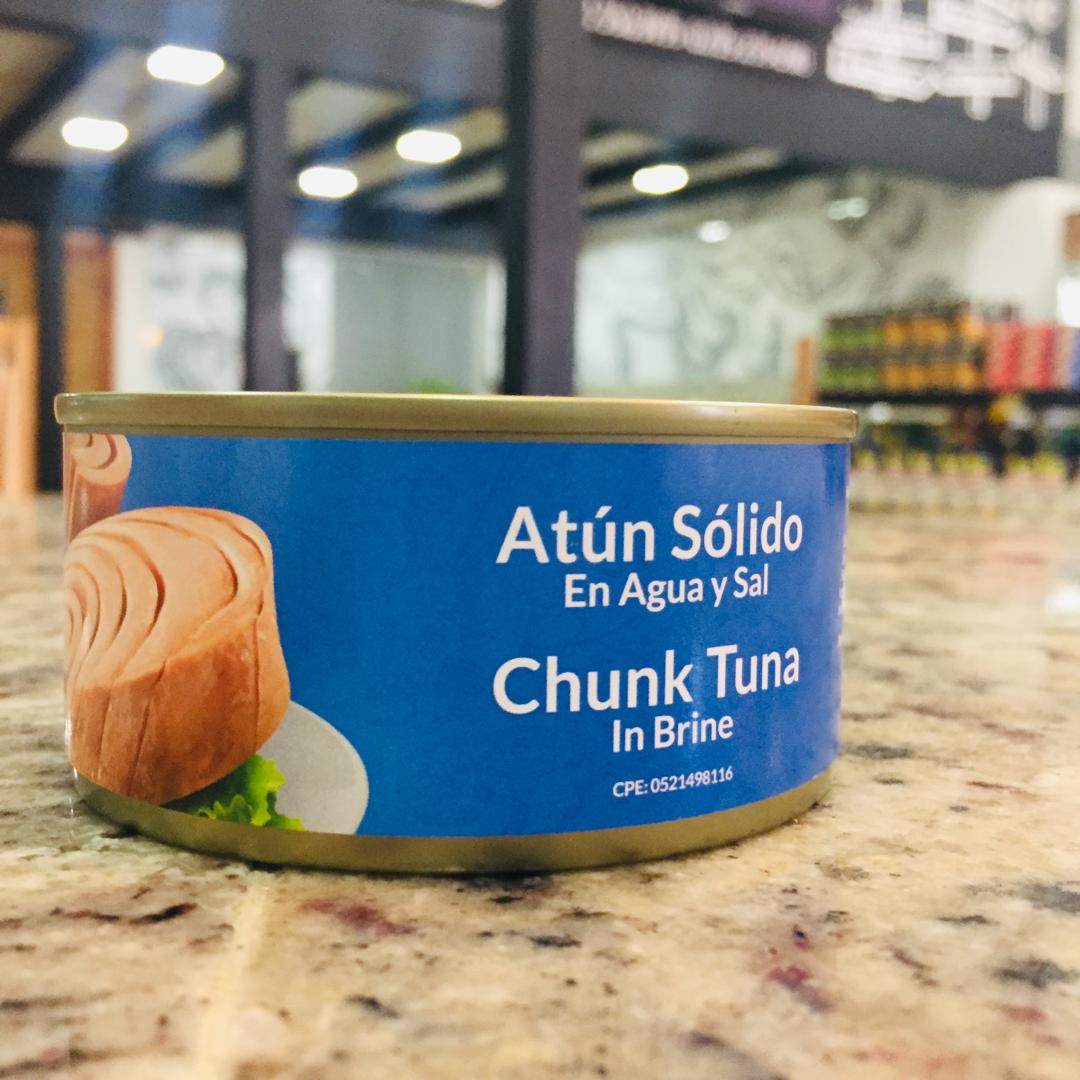 Atún Sólido
En Agua y Sal
Chunk Tuna
In Brine
CPE: 0521498116